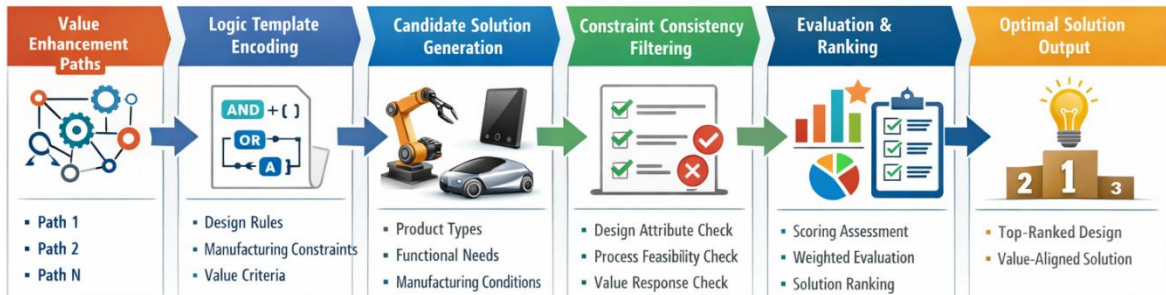 Value
Enhancement
Paths
Logic Template
Encoding
Candidate Solution
Generation
Constraint Consistency
Filtering
Evaluation &
Ranking
Optimal Solution
Output
AND + ( )
OR
A
2 1 3
▪ Path 1
▪ Path 2
▪ Path N
▪ Design Rules
▪ Manufacturing Constraints
▪ Value Criteria
▪ Product Types
▪ Functional Needs
▪ Manufacturing Conditions
▪ Design Attribute Check
▪ Process Feasibility Check
▪ Value Response Check
▪ Scoring Assessment
▪ Weighted Evaluation
▪ Solution Ranking
▪ Top-Ranked Design
▪ Value-Aligned Solution